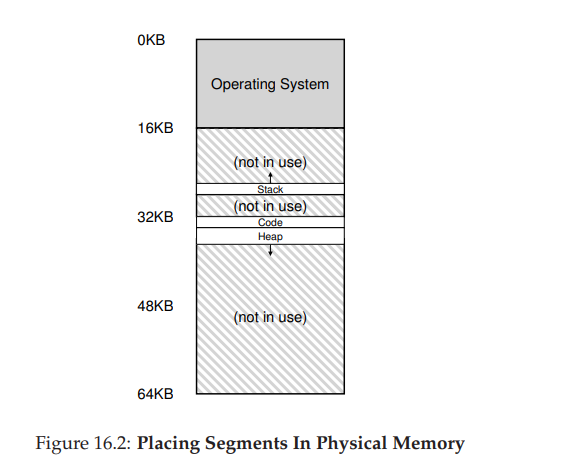 0KB
Operating System
16KB
(not in use)
Stack
(not in use)
32KB
Code
Heap
48KB
(not in use)
64KB
Figure 16.2: Placing Segments In Physical Memory